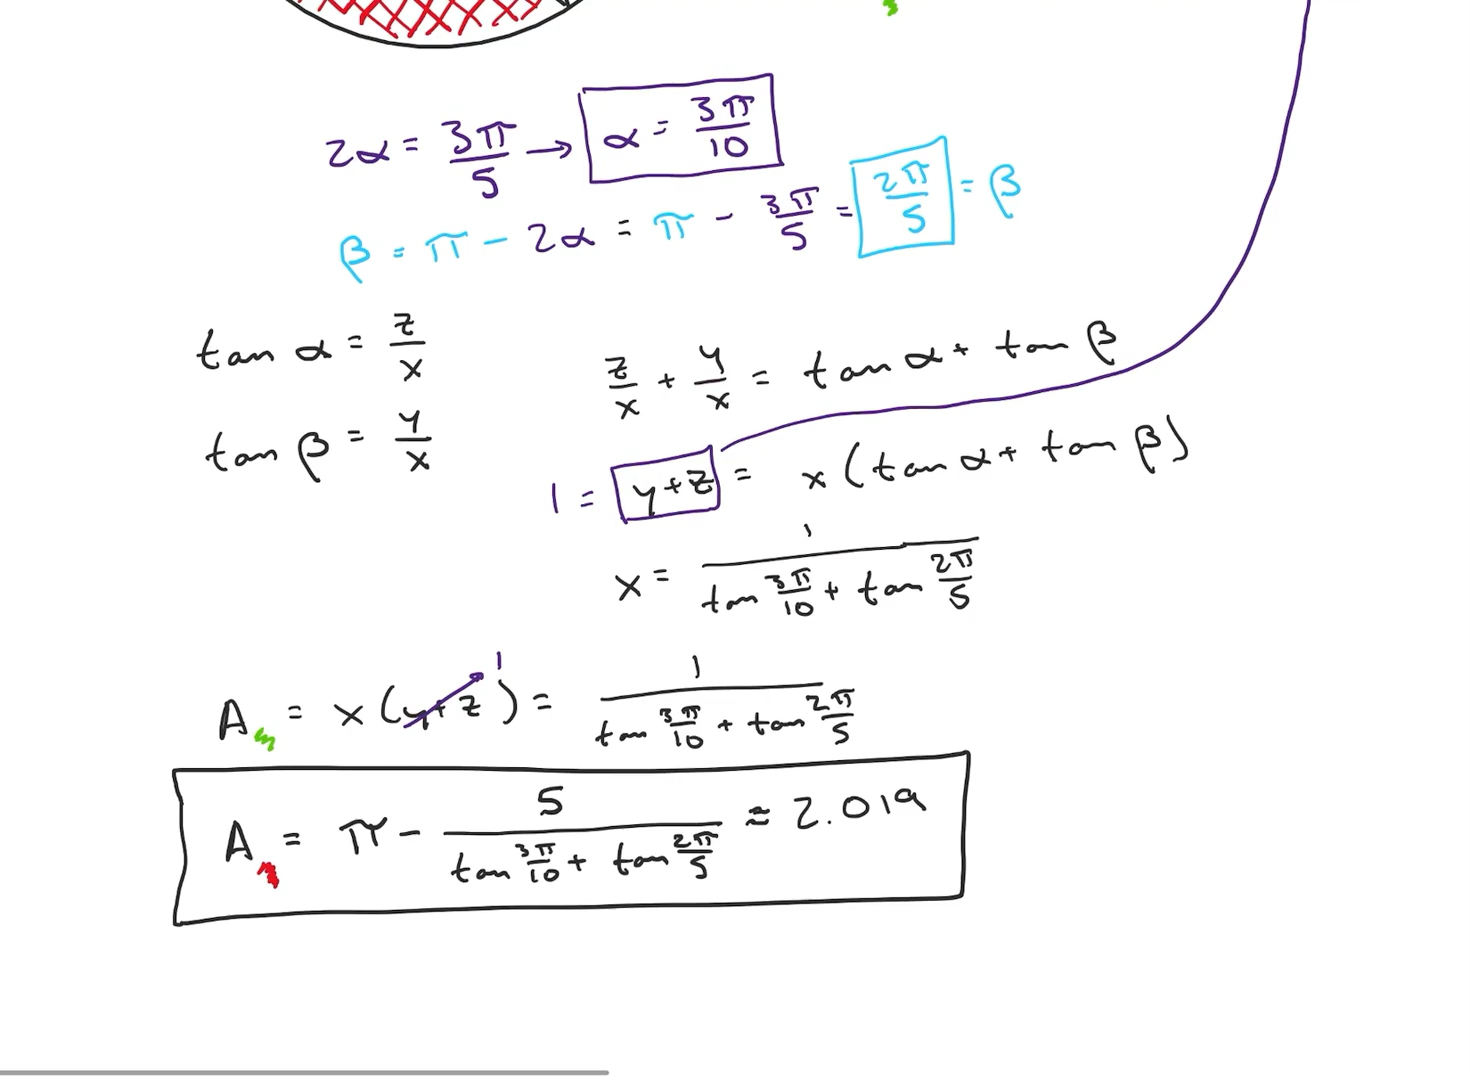 2α = 3π/5 → α = 3π/10
β = π - 2α = π - 3π/5 = 2π/5 = β
tan α = z/x
z/x + y/x = tan α + tan β
tan β = y/x
1 = y+z = x (tan α + tan β)
x = 1/(tan 3π/10 + tan 2π/5)
A = x (y+z) 1 = 1/(tan 3π/10 + tan 2π/5)
A = π - 5/(tan 3π/10 + tan 2π/5) ≈ 2.019